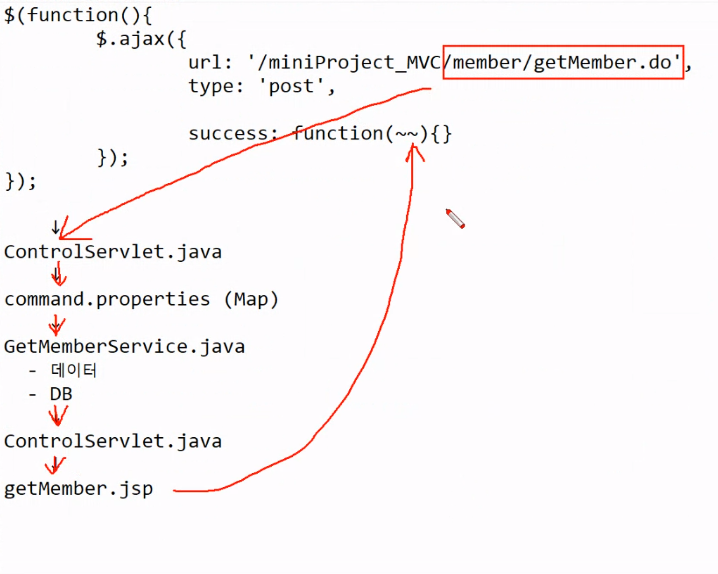 $(function(){
$.ajax({
url: '/miniProject_MVC/member/getMember.do',
type: 'post',
success: function(~~){}
});
});
↓
ControlServlet.java
↓
command.properties (Map)
↓
GetMemberService.java
- 데이터
- DB
↓
ControlServlet.java
↓
getMember.jsp